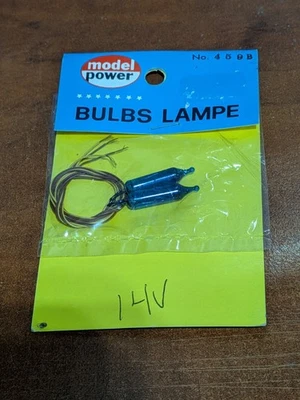 No. 459B
model
power
BULBS LAMPE
14V